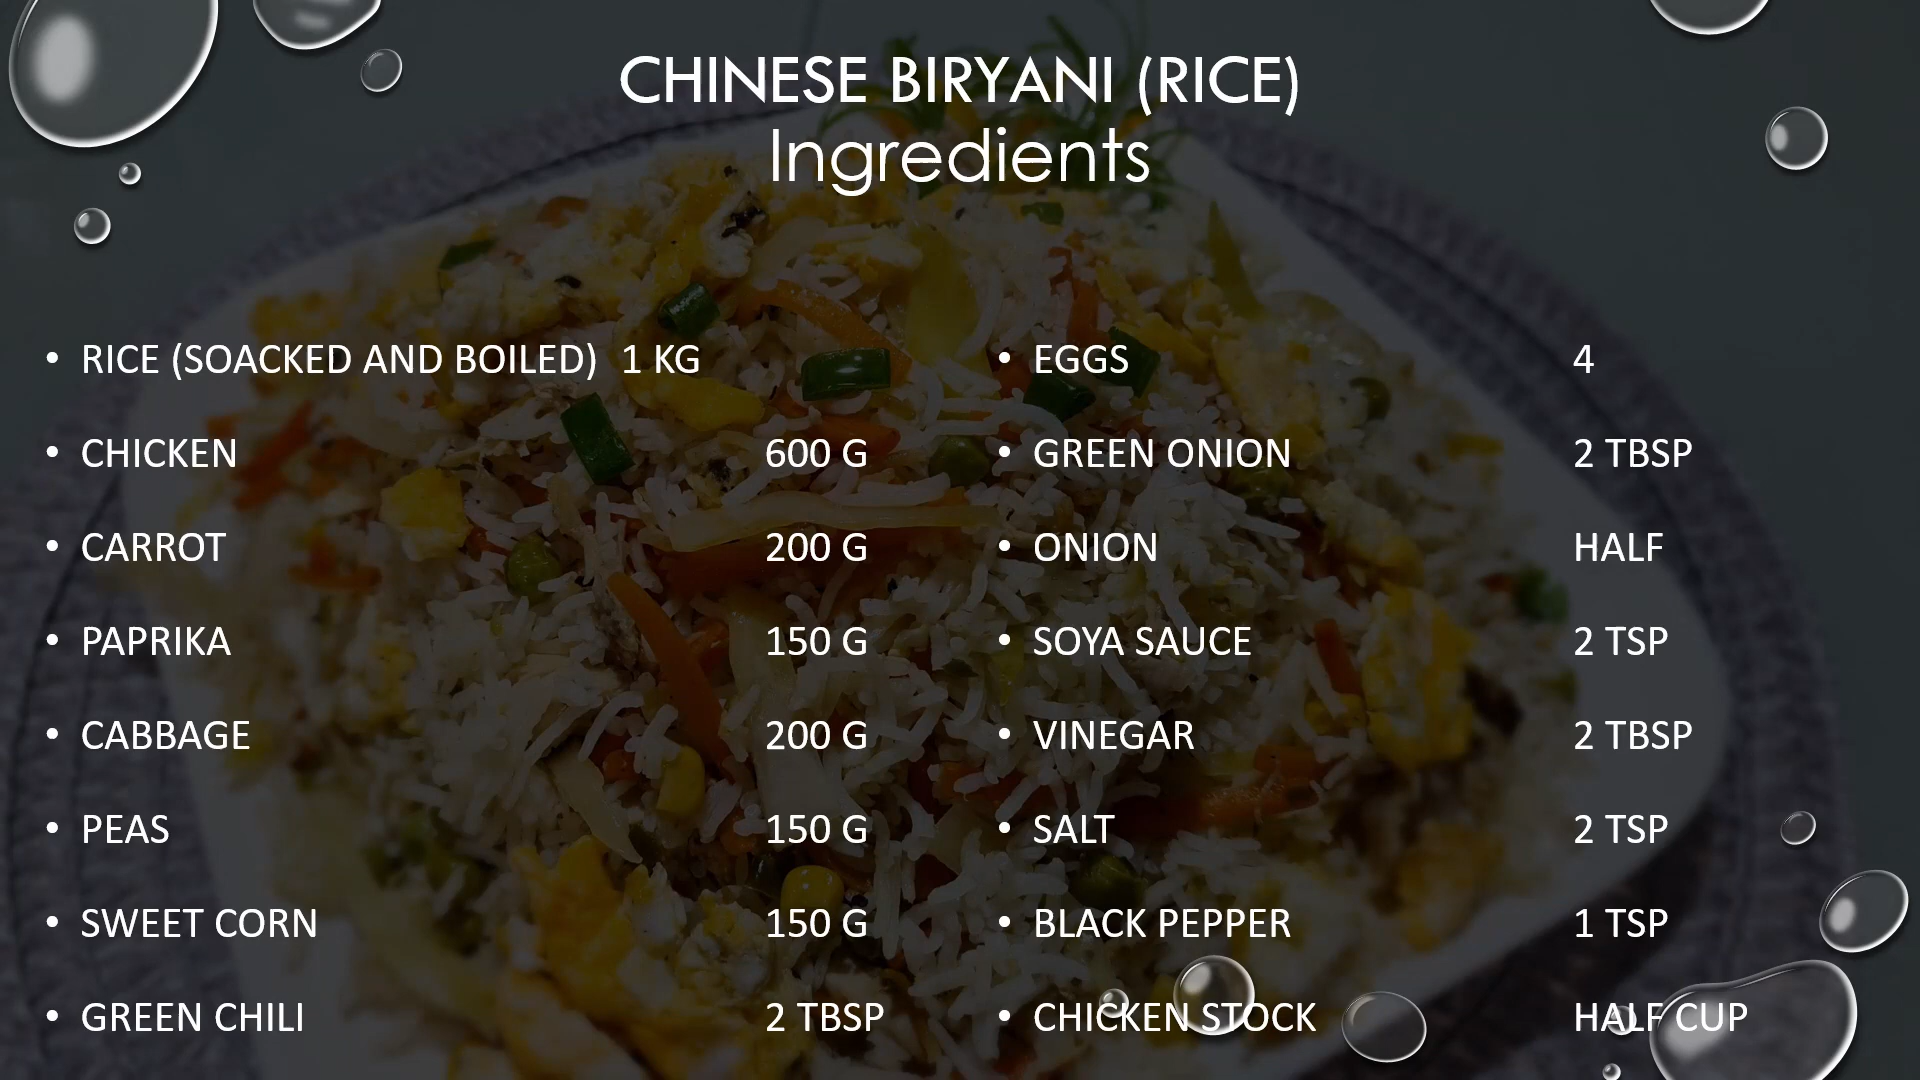 CHINESE BIRYANI (RICE)
Ingredients
• RICE (SOACKED AND BOILED) 1 KG
• CHICKEN 600 G
• CARROT 200 G
• PAPRIKA 150 G
• CABBAGE 200 G
• PEAS 150 G
• SWEET CORN 150 G
• GREEN CHILI 2 TBSP
• EGGS 4
• GREEN ONION 2 TBSP
• ONION HALF
• SOYA SAUCE 2 TSP
• VINEGAR 2 TBSP
• SALT 2 TSP
• BLACK PEPPER 1 TSP
• CHICKEN STOCK HALF CUP